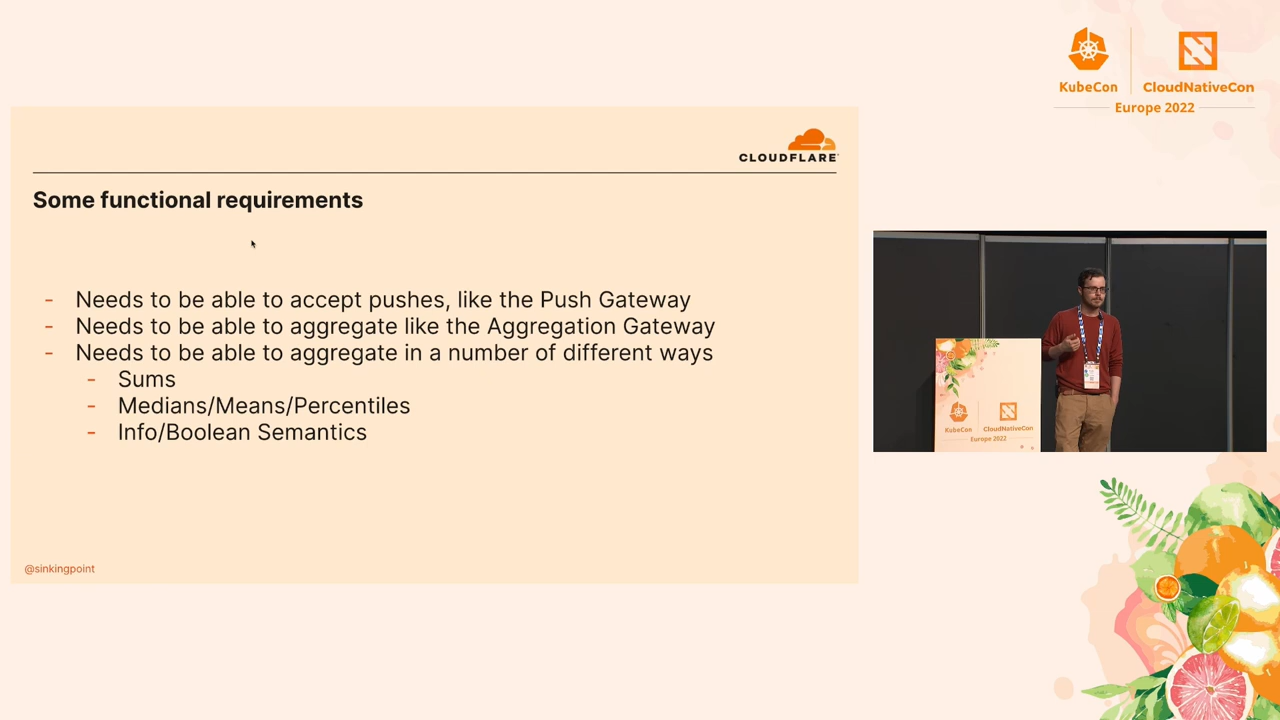 KubeCon
CloudNativeCon
Europe 2022
CLOUDFLARE
Some functional requirements
- Needs to be able to accept pushes, like the Push Gateway
- Needs to be able to aggregate like the Aggregation Gateway
- Needs to be able to aggregate in a number of different ways
- Sums
- Medians/Means/Percentiles
- Info/Boolean Semantics
@sinkingpoint
KubeCon
CloudNativeCon
Europe 2022